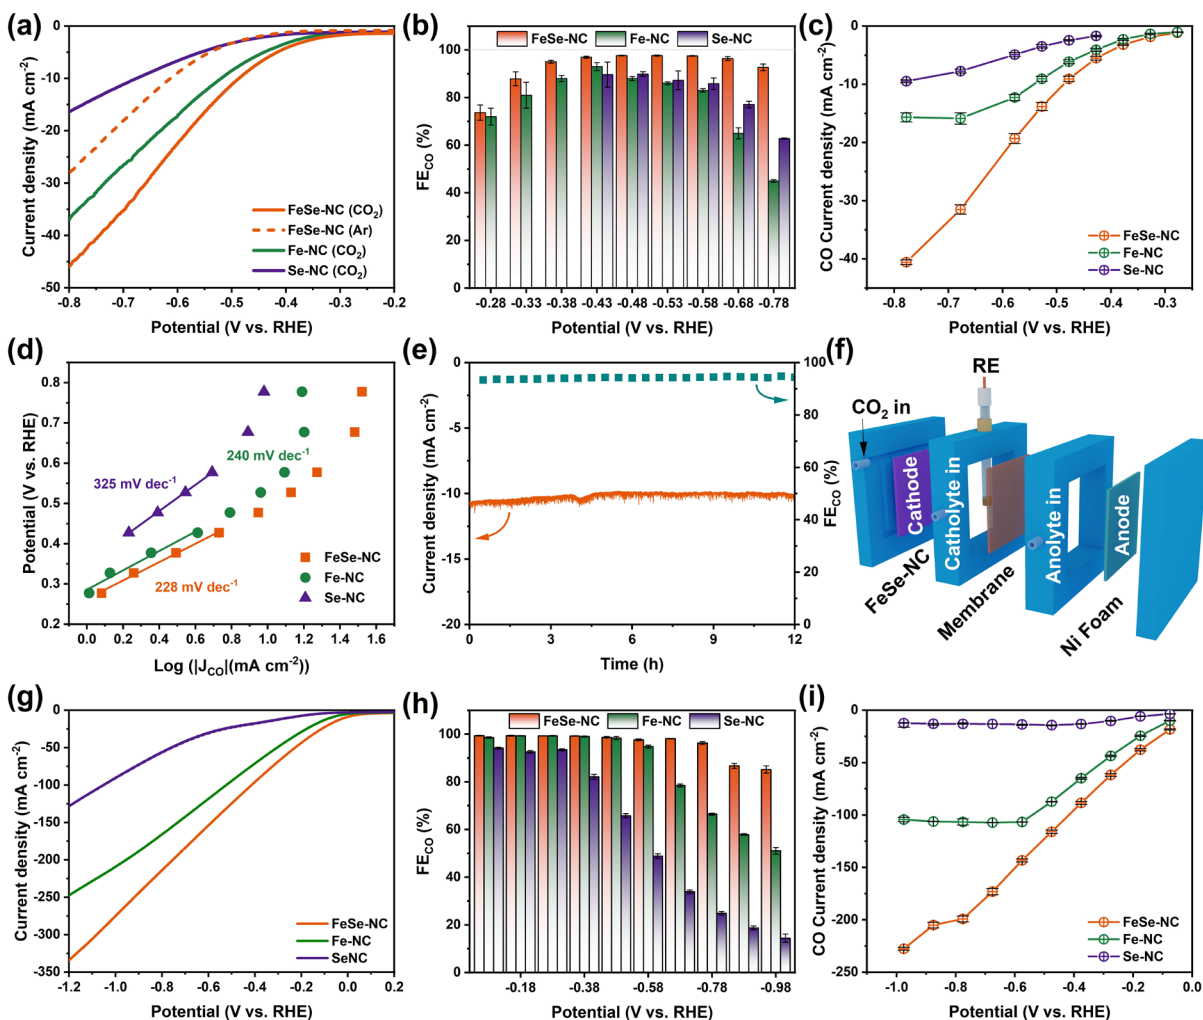 (a)
0
-10
-20
-30
-40
-50
-0.8 -0.7 -0.6 -0.5 -0.4 -0.3 -0.2
Current density (mA cm⁻²)
Potential (V vs. RHE)
FeSe-NC (CO₂)
FeSe-NC (Ar)
Fe-NC (CO₂)
Se-NC (CO₂)
(b)
FeSe-NC Fe-NC Se-NC
100
80
60
40
20
0
FE_CO (%)
-0.28 -0.33 -0.38 -0.43 -0.48 -0.53 -0.58 -0.68 -0.78
Potential (V vs. RHE)
(c)
0
-10
-20
-30
-40
CO Current density (mA cm⁻²)
FeSe-NC
Fe-NC
Se-NC
-0.8 -0.7 -0.6 -0.5 -0.4 -0.3
Potential (V vs. RHE)
(d)
0.8
0.7
0.6
0.5
0.4
0.3
0.2
Potential (V vs. RHE)
325 mV dec⁻¹
240 mV dec⁻¹
228 mV dec⁻¹
FeSe-NC
Fe-NC
Se-NC
0.0 0.2 0.4 0.6 0.8 1.0 1.2 1.4 1.6
Log (|J_CO|(mA cm⁻²))
(e)
0
-5
-10
-15
-20
Current density (mA cm⁻²)
100
80
60
40
20
0
FE_CO (%)
0 3 6 9 12
Time (h)
(f)
RE
CO₂ in
Cathode
Catholyte in
Anolyte in
Anode
FeSe-NC
Membrane
Ni Foam
(g)
0
-50
-100
-150
-200
-250
-300
-350
Current density (mA cm⁻²)
FeSe-NC
Fe-NC
SeNC
-1.2 -1.0 -0.8 -0.6 -0.4 -0.2 0.0 0.2
Potential (V vs. RHE)
(h)
FeSe-NC Fe-NC Se-NC
100
80
60
40
20
0
FE_CO (%)
-0.18 -0.38 -0.58 -0.78 -0.98
Potential (V vs. RHE)
(i)
0
-50
-100
-150
-200
-250
CO Current density (mA cm⁻²)
FeSe-NC
Fe-NC
Se-NC
-1.0 -0.8 -0.6 -0.4 -0.2 0.0
Potential (V vs. RHE)